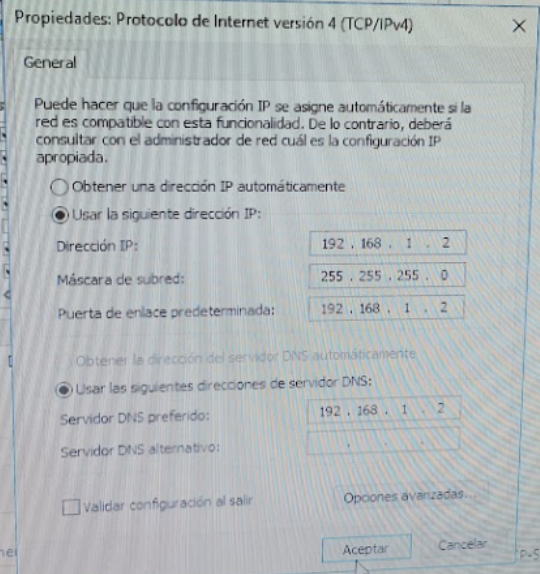 Propiedades: Protocolo de Internet versión 4 (TCP/IPv4)
General
Puede hacer que la configuración IP se asigne automáticamente si la
red es compatible con esta funcionalidad. De lo contrario, deberá
consultar con el administrador de red cuál es la configuración IP
apropiada.
Obtener una dirección IP automáticamente
Usar la siguiente dirección IP:
Dirección IP: 192 . 168 . 1 . 2
Máscara de subred: 255 . 255 . 255 . 0
Puerta de enlace predeterminada: 192 . 168 . 1 . 2
Obtener la dirección del servidor DNS automáticamente
Usar las siguientes direcciones de servidor DNS:
Servidor DNS preferido: 192 . 168 . 1 . 2
Servidor DNS alternativo: . . .
Validar configuración al salir
Opciones avanzadas...
Aceptar
Cancelar